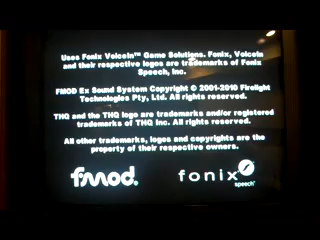 Uses Fonix VoiceIn™ Game Solutions. Fonix, VoiceIn
and their respective logos are trademarks of Fonix
Speech, Inc.
FMOD Ex Sound System Copyright © 2001-2010 Firelight
Technologies Pty, Ltd. All rights reserved.
THQ and the THQ logo are trademarks and/or registered
trademarks of THQ Inc. All rights reserved.
All other trademarks, logos and copyrights are the
property of their respective owners.
fmod.
fonix
speech